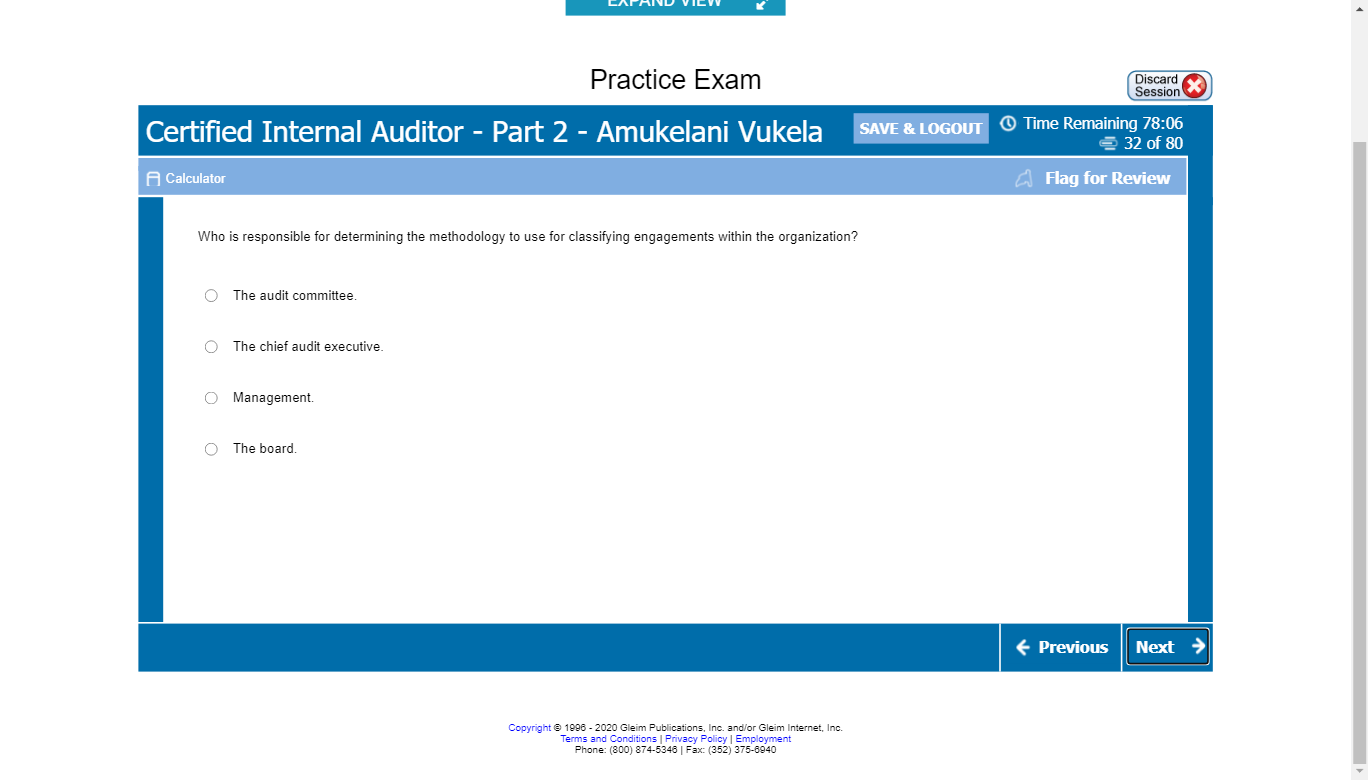 EXPAND VIEW
Practice Exam
Discard
Session
Certified Internal Auditor - Part 2 - Amukelani Vukela
SAVE & LOGOUT
Time Remaining 78:06
32 of 80
Calculator
Flag for Review
Who is responsible for determining the methodology to use for classifying engagements within the organization?
The audit committee.
The chief audit executive.
Management.
The board.
Previous
Next
Copyright © 1996 - 2020 Gleim Publications, Inc. and/or Gleim Internet, Inc.
Terms and Conditions | Privacy Policy | Employment
Phone: (800) 874-5346 | Fax: (352) 375-6940